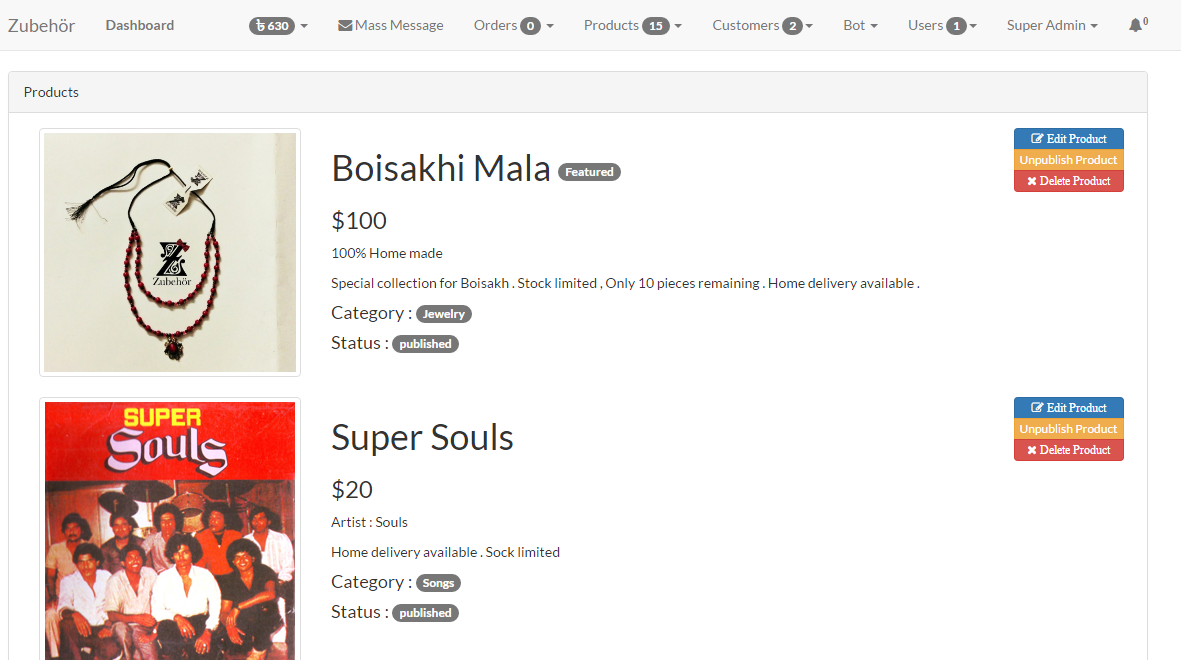 Zubehör Dashboard ৳ 630 Mass Message Orders 0 Products 15 Customers 2 Bot Users 1 Super Admin 0
Products
Boisakhi Mala Featured
$100
100% Home made
Special collection for Boisakh . Stock limited , Only 10 pieces remaining . Home delivery available .
Category : Jewelry
Status : published
Edit Product
Unpublish Product
Delete Product
Z
Zubehör
Super Souls
$20
Artist : Souls
Home delivery available . Sock limited
Category : Songs
Status : published
Edit Product
Unpublish Product
Delete Product
SUPER
Souls